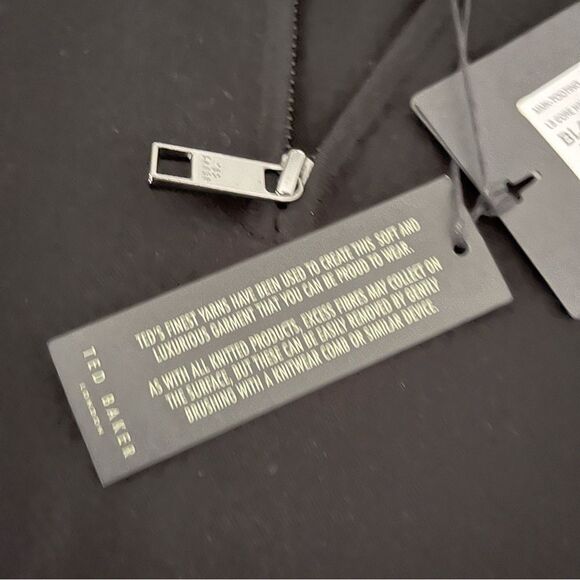 TED'S FINEST YARNS HAVE BEEN USED TO CREATE THIS SOFT AND
LUXURIOUS GARMENT THAT YOU CAN BE PROUD TO WEAR.
AS WITH ALL KNITTED PRODUCTS, EXCESS FIBRES MAY COLLECT ON
THE SURFACE, BUT THESE CAN BE EASILY REMOVED BY GENTLY
BRUSHING WITH A KNITWEAR COMB OR SIMILAR DEVICE.
TED BAKER
LONDON